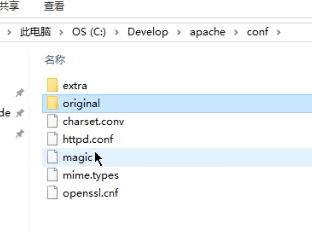 共享 查看
此电脑 > OS (C:) > Develop > apache > conf >
名称
extra
original
charset.conv
httpd.conf
magic
mime.types
openssl.cnf